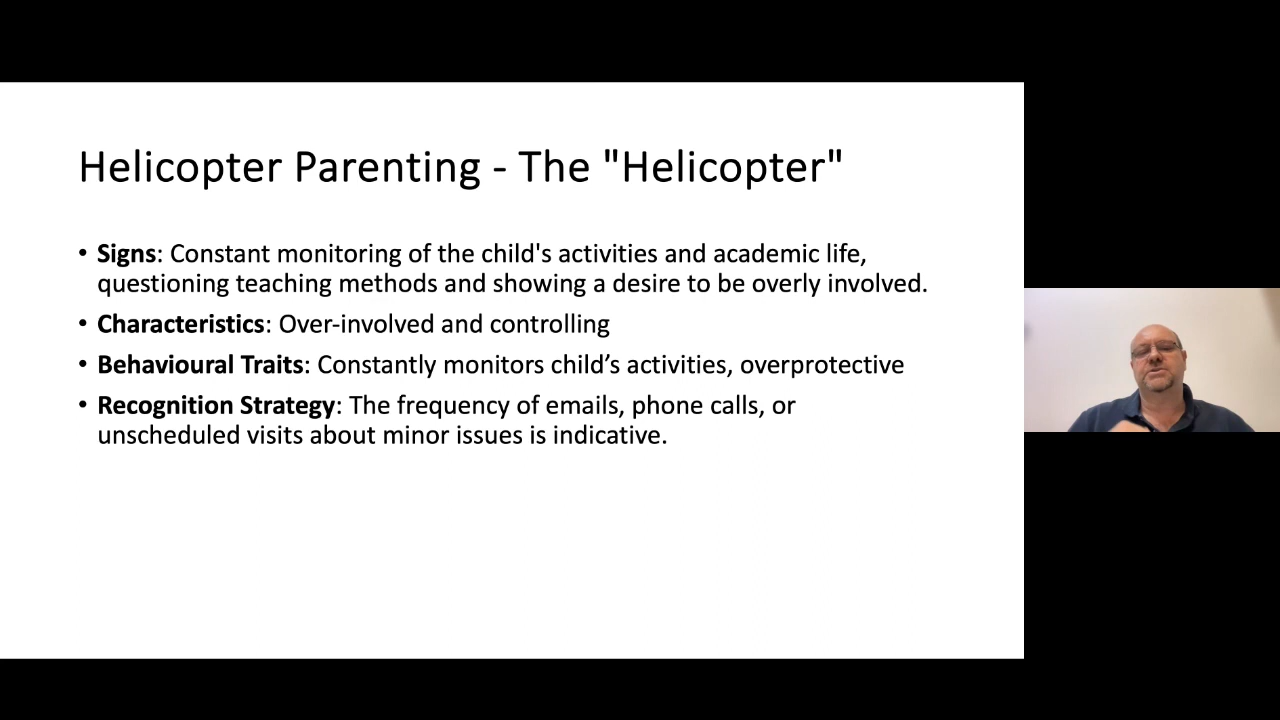 Helicopter Parenting - The "Helicopter"
• Signs: Constant monitoring of the child's activities and academic life,
questioning teaching methods and showing a desire to be overly involved.
• Characteristics: Over-involved and controlling
• Behavioural Traits: Constantly monitors child’s activities, overprotective
• Recognition Strategy: The frequency of emails, phone calls, or
unscheduled visits about minor issues is indicative.